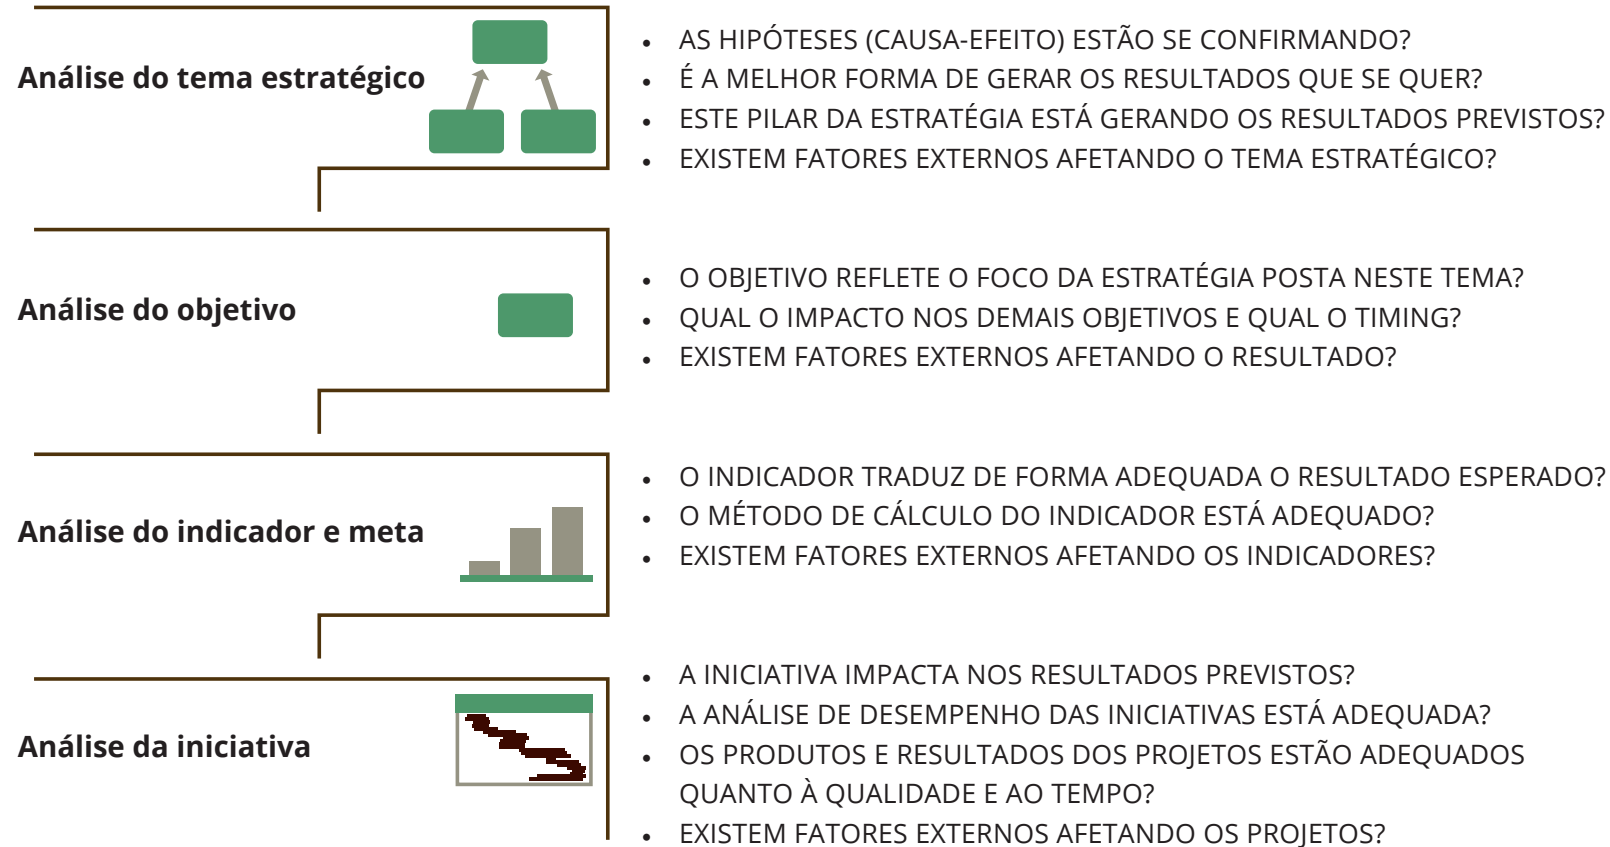 Análise do tema estratégico
• AS HIPÓTESES (CAUSA-EFEITO) ESTÃO SE CONFIRMANDO?
• É A MELHOR FORMA DE GERAR OS RESULTADOS QUE SE QUER?
• ESTE PILAR DA ESTRATÉGIA ESTÁ GERANDO OS RESULTADOS PREVISTOS?
• EXISTEM FATORES EXTERNOS AFETANDO O TEMA ESTRATÉGICO?
Análise do objetivo
• O OBJETIVO REFLETE O FOCO DA ESTRATÉGIA POSTA NESTE TEMA?
• QUAL O IMPACTO NOS DEMAIS OBJETIVOS E QUAL O TIMING?
• EXISTEM FATORES EXTERNOS AFETANDO O RESULTADO?
Análise do indicador e meta
• O INDICADOR TRADUZ DE FORMA ADEQUADA O RESULTADO ESPERADO?
• O MÉTODO DE CÁLCULO DO INDICADOR ESTÁ ADEQUADO?
• EXISTEM FATORES EXTERNOS AFETANDO OS INDICADORES?
Análise da iniciativa
• A INICIATIVA IMPACTA NOS RESULTADOS PREVISTOS?
• A ANÁLISE DE DESEMPENHO DAS INICIATIVAS ESTÁ ADEQUADA?
• OS PRODUTOS E RESULTADOS DOS PROJETOS ESTÃO ADEQUADOS
QUANTO À QUALIDADE E AO TEMPO?
• EXISTEM FATORES EXTERNOS AFETANDO OS PROJETOS?